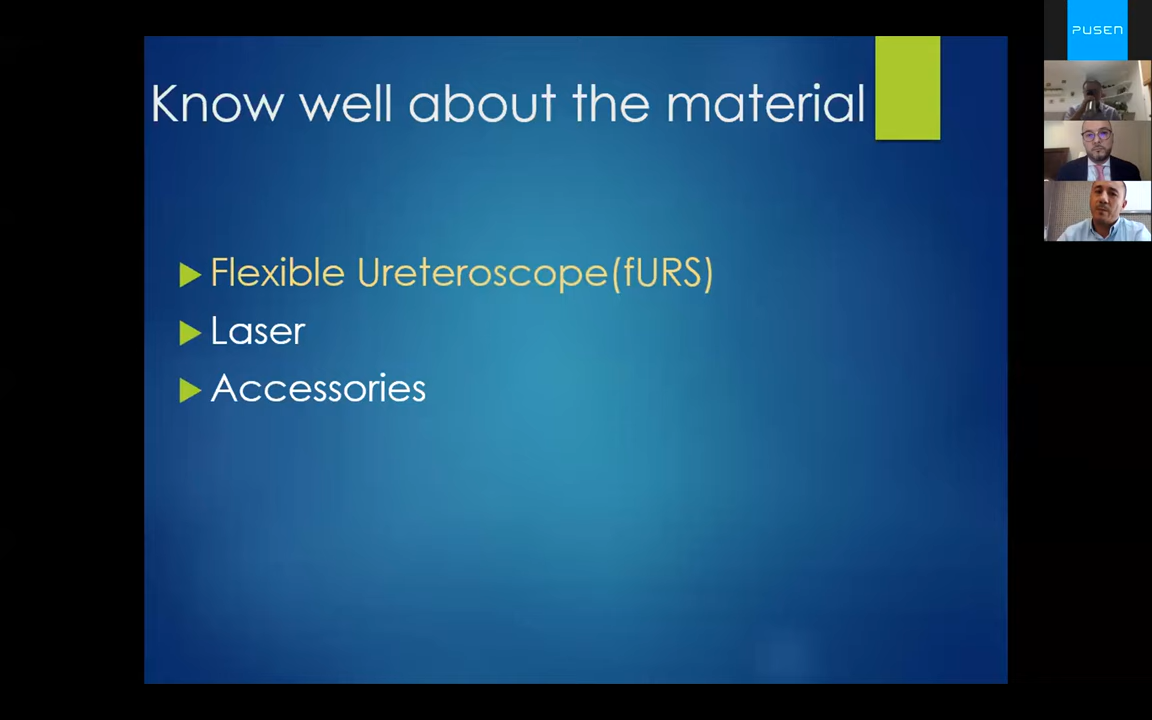 Know well about the material
Flexible Ureteroscope(fURS)
Laser
Accessories
PUSEN